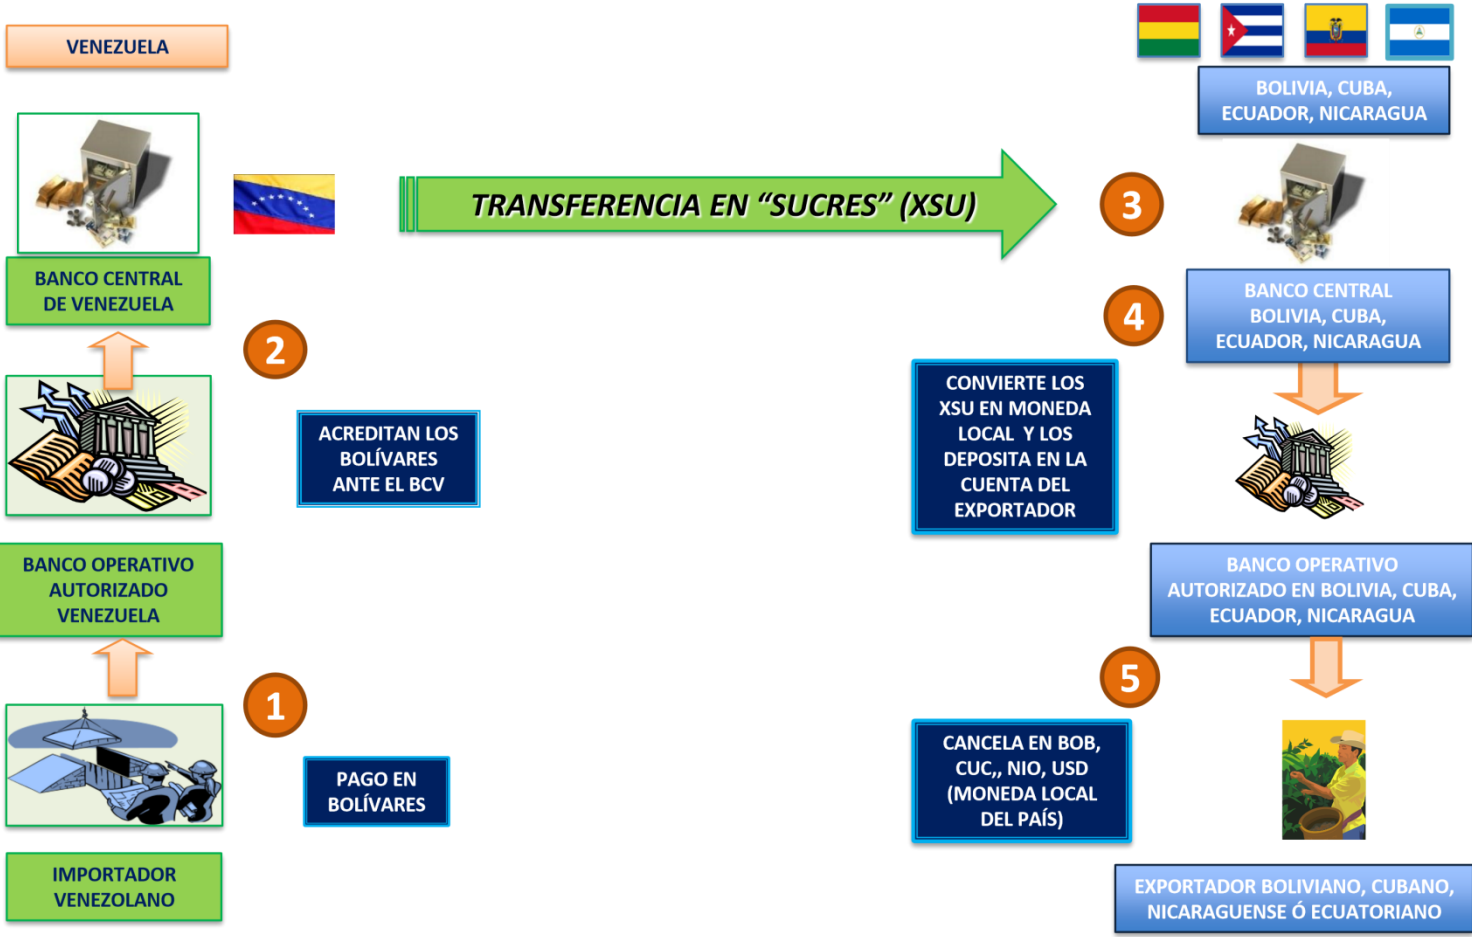 VENEZUELA
BOLIVIA, CUBA,
ECUADOR, NICARAGUA
TRANSFERENCIA EN “SUCRES” (XSU)
3
BANCO CENTRAL
DE VENEZUELA
BANCO CENTRAL
BOLIVIA, CUBA,
ECUADOR, NICARAGUA
4
2
ACREDITAN LOS
BOLÍVARES
ANTE EL BCV
CONVIERTE LOS
XSU EN MONEDA
LOCAL Y LOS
DEPOSITA EN LA
CUENTA DEL
EXPORTADOR
BANCO OPERATIVO
AUTORIZADO
VENEZUELA
BANCO OPERATIVO
AUTORIZADO EN BOLIVIA, CUBA,
ECUADOR, NICARAGUA
1
5
PAGO EN
BOLÍVARES
CANCELA EN BOB,
CUC,, NIO, USD
(MONEDA LOCAL
DEL PAÍS)
IMPORTADOR
VENEZOLANO
EXPORTADOR BOLIVIANO, CUBANO,
NICARAGUENSE Ó ECUATORIANO